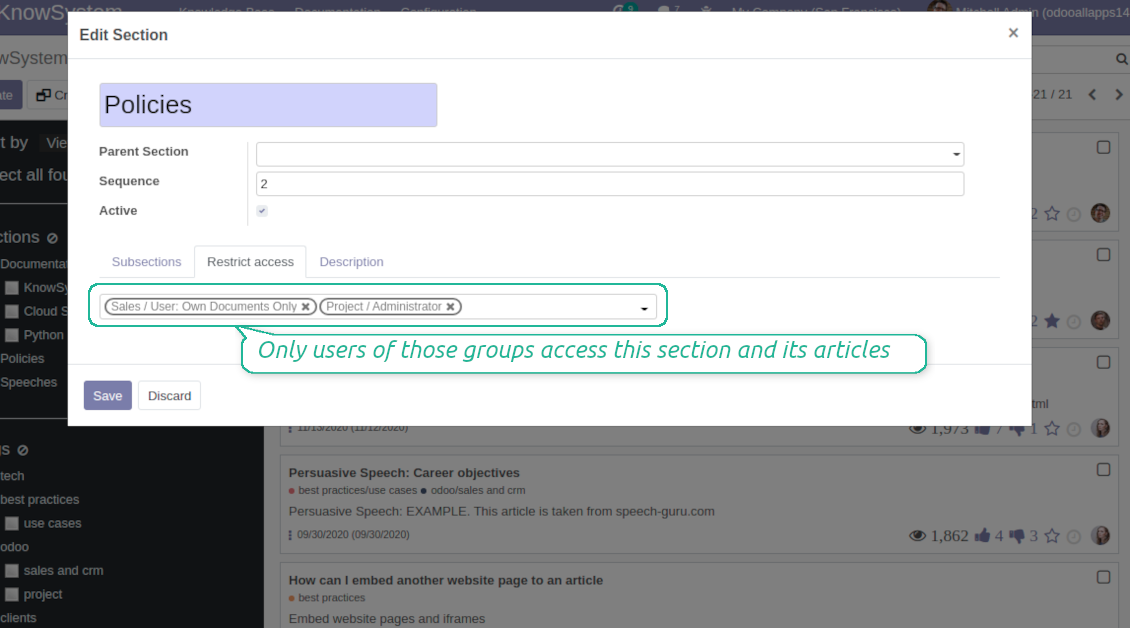 KnowSystem Knowledge Base Documentation Configuration 9 7 My Company (San Francisco) Mitchell Admin (odooallapps14
Edit Section ×
wSystem
Policies
21 / 21
Parent Section
Sequence 2
Active
Subsections Restrict access Description
Sales / User: Own Documents Only Project / Administrator
Only users of those groups access this section and its articles
Save Discard
t by Vie
ect all fou
ctions
Documentat
KnowSy
Cloud S
Python
Policies
Speeches
gs
tech
best practices
use cases
odoo
sales and crm
project
clients
2
2
tml
11/13/2020 (11/12/2020) 1,973 7 1
Persuasive Speech: Career objectives
best practices/use cases odoo/sales and crm
Persuasive Speech: EXAMPLE. This article is taken from speech-guru.com
09/30/2020 (09/30/2020) 1,862 4 3
How can I embed another website page to an article
best practices
Embed website pages and iframes